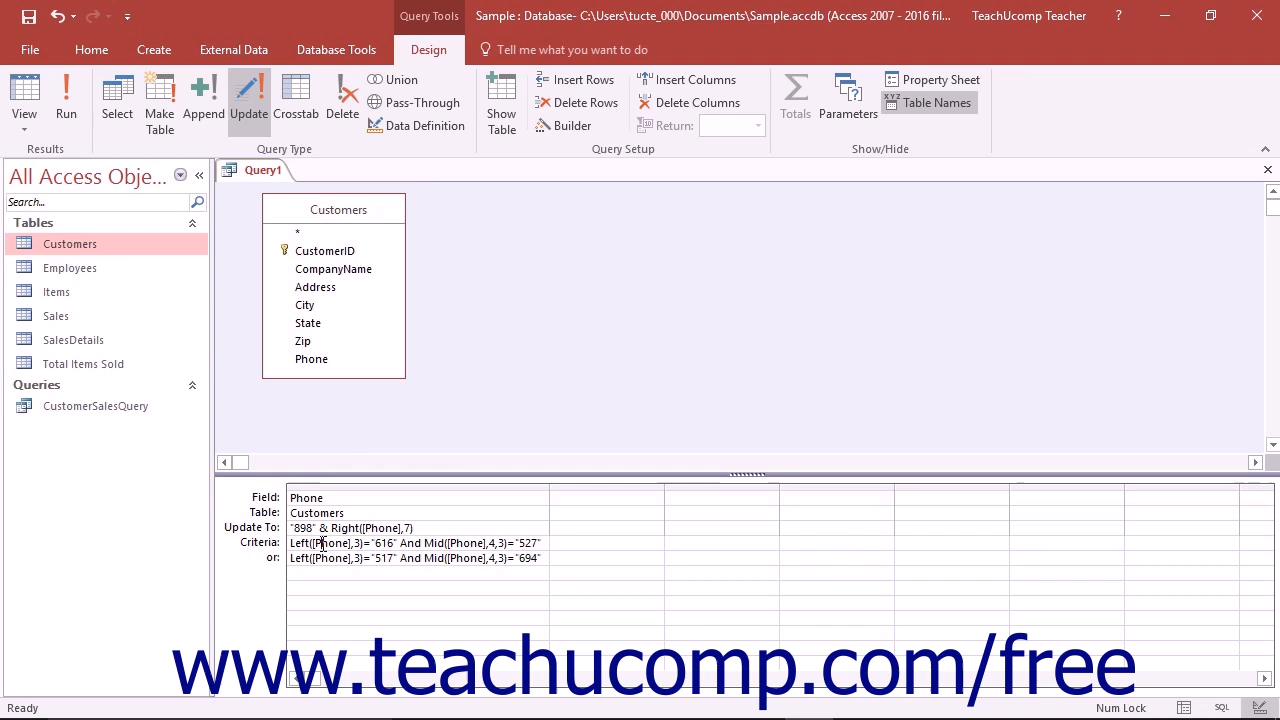 Query Tools
Sample : Database- C:\Users\tucte_000\Documents\Sample.accdb (Access 2007 - 2016 fil...
TeachUcomp Teacher
?
File
Home
Create
External Data
Database Tools
Design
Tell me what you want to do
View
Run
Select
Make
Table
Append
Update
Crosstab
Delete
Union
Pass-Through
Data Definition
Show
Table
Insert Rows
Delete Rows
Builder
Insert Columns
Delete Columns
Return:
Totals
Parameters
Property Sheet
XYZ
Table Names
Results
Query Type
Query Setup
Show/Hide
All Access Obje...
Search...
Tables
Customers
Employees
Items
Sales
SalesDetails
Total Items Sold
Queries
CustomerSalesQuery
Query1
Customers
*
CustomerID
CompanyName
Address
City
State
Zip
Phone
Field: Phone
Table: Customers
Update To: "898" & Right([Phone],7)
Criteria: Left([Phone],3)="616" And Mid([Phone],4,3)="527"
or: Left([Phone],3)="517" And Mid([Phone],4,3)="694"
www.teachucomp.com/free
Ready
Num Lock
SQL